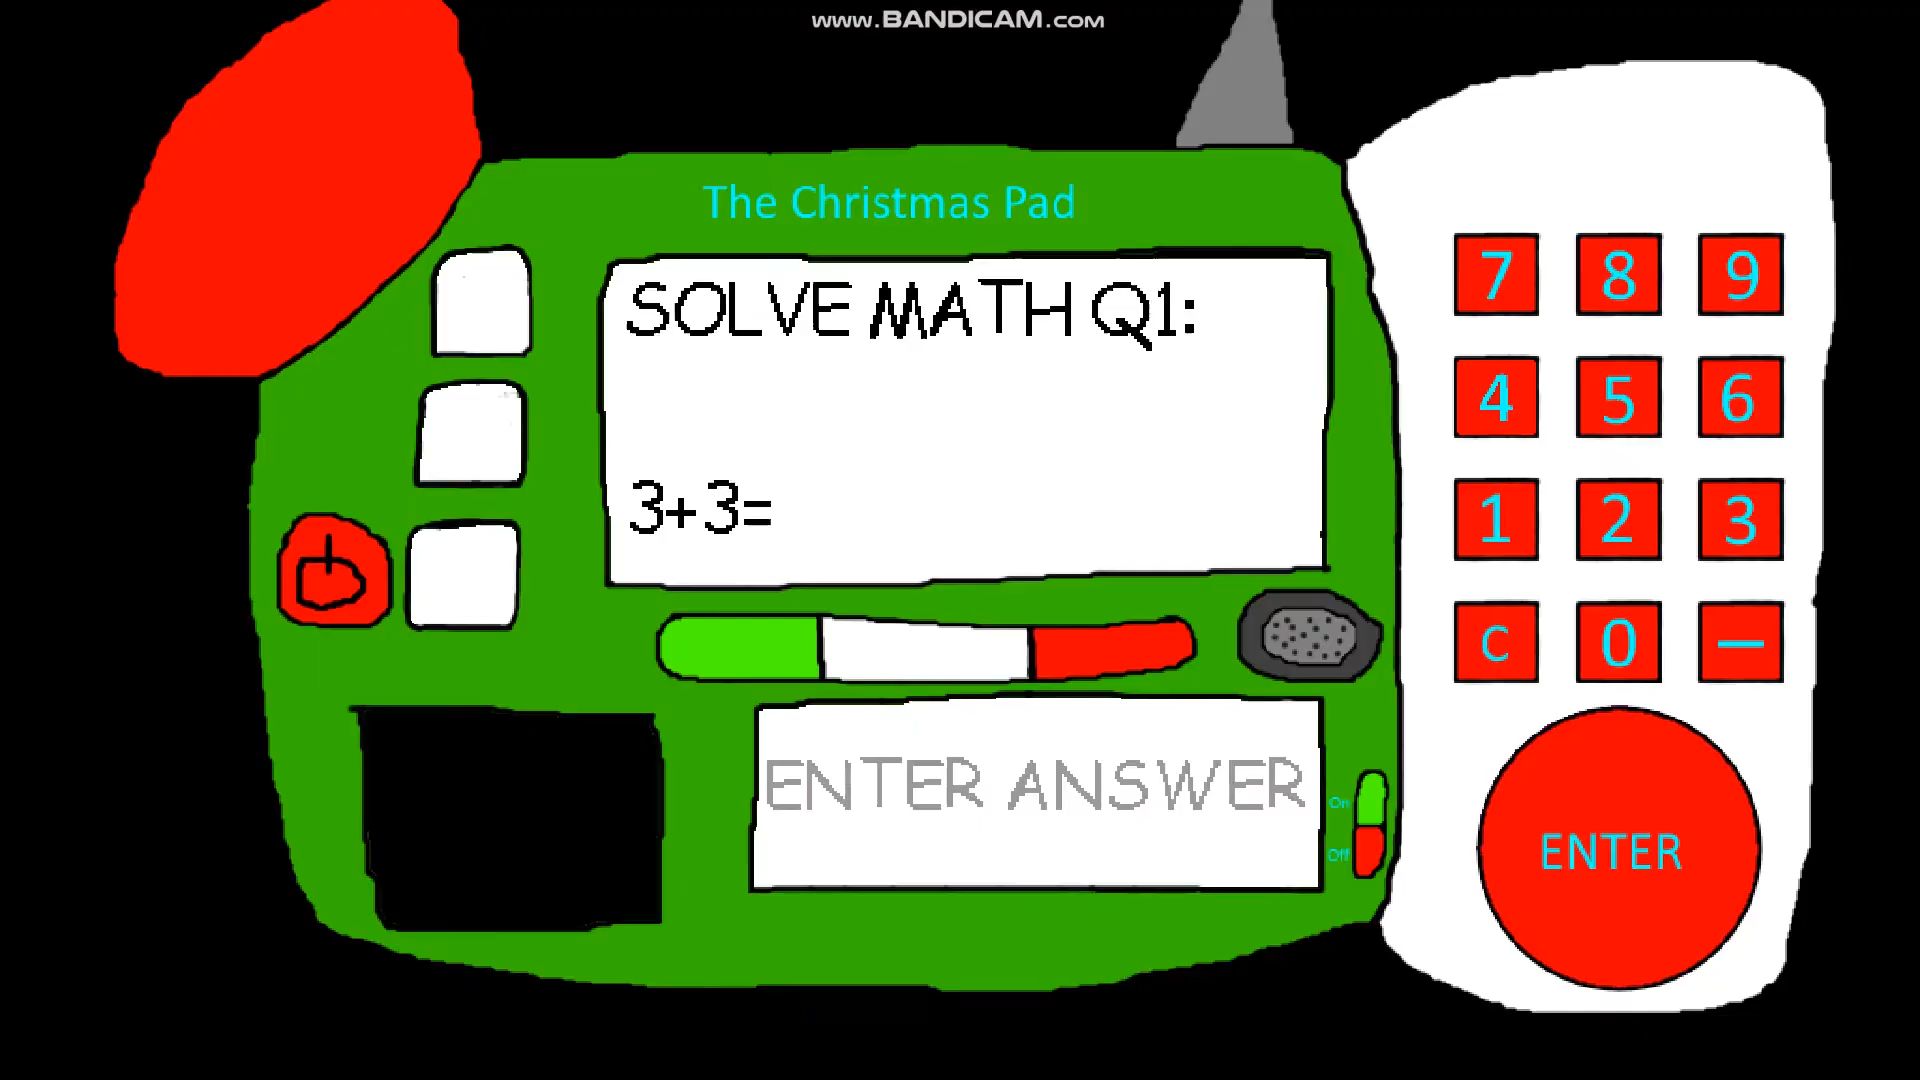 www.BANDICAM.com
The Christmas Pad
SOLVE MATH Q1:
3+3=
7 8 9
4 5 6
1 2 3
C 0 —
ENTER ANSWER
On
Off
ENTER